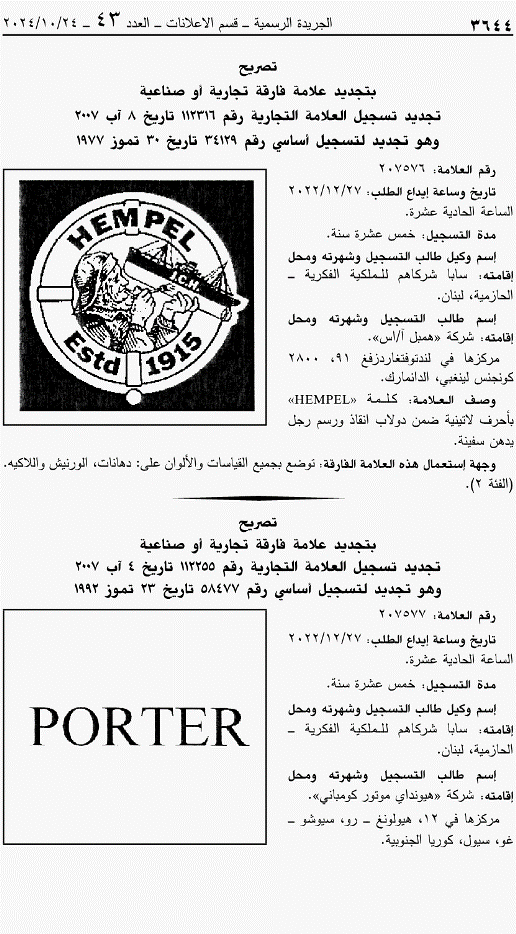 ٣٦٤٤
الجريدة الرسمية ـ قسم الاعلانات ـ العدد ٤٣ ـ ٢٠٢٤/١٠/٢٤
تصريح
بتجديد علامة فارقة تجارية أو صناعية
تجديد تسجيل العلامة التجارية رقم ١١٢٣١٦ تاريخ ٨ آب ٢٠٠٧
وهو تجديد لتسجيل أساسي رقم ٣٤١٢٩ تاريخ ٣٠ تموز ١٩٧٧
رقم العلامة: ٢٠٧٥٧٦
تاريخ وساعة إيداع الطلب: ٢٠٢٢/١٢/٢٧
الساعة الحادية عشرة.
مدة التسجيل: خمس عشرة سنة.
إسم وكيل طالب التسجيل وشهرته ومحل
إقامته: سابا شركاهم للملكية الفكرية ـ
الحازمية، لبنان.
إسم طالب التسجيل وشهرته ومحل
إقامته: شركة «همبل آ/اس».
مركزها في لندتوفتغاردزفغ ٩١، ٢٨٠٠
كونجنس لينغبي، الدانمارك.
وصف العلامة: كلمة «HEMPEL»
بأحرف لاتينية ضمن دولاب انقاذ ورسم رجل
يدهن سفينة.
وجهة إستعمال هذه العلامة الفارقة: توضع بجميع القياسات والألوان على: دهانات، الورنيش واللاكيه.
(الفئة ٢).
HEMPEL
Estd 1915
تصريح
بتجديد علامة فارقة تجارية أو صناعية
تجديد تسجيل العلامة التجارية رقم ١١٢٢٥٥ تاريخ ٤ آب ٢٠٠٧
وهو تجديد لتسجيل أساسي رقم ٥٨٤٧٧ تاريخ ٢٣ تموز ١٩٩٢
رقم العلامة: ٢٠٧٥٧٧
تاريخ وساعة إيداع الطلب: ٢٠٢٢/١٢/٢٧
الساعة الحادية عشرة.
مدة التسجيل: خمس عشرة سنة.
إسم وكيل طالب التسجيل وشهرته ومحل
إقامته: سابا شركاهم للملكية الفكرية ـ
الحازمية، لبنان.
إسم طالب التسجيل وشهرته ومحل
إقامته: شركة «هيونداي موتور كومباني».
مركزها في ١٢، هيولونغ ـ رو، سيوشو ـ
غو، سيول، كوريا الجنوبية.
PORTER